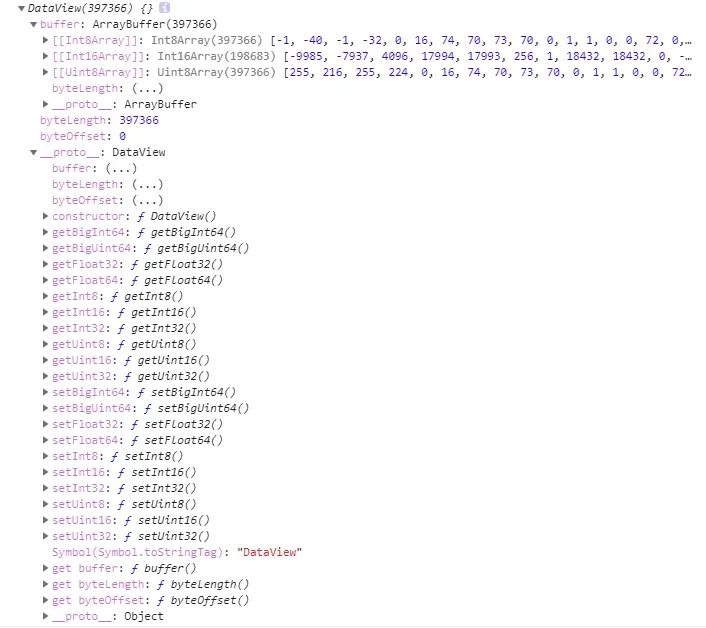 DataView(397366) {} i
buffer: ArrayBuffer(397366)
[[Int8Array]]: Int8Array(397366) [-1, -40, -1, -32, 0, 16, 74, 70, 73, 70, 0, 1, 1, 0, 0, 72, 0,…
[[Int16Array]]: Int16Array(198683) [-9985, -7937, 4096, 17994, 17993, 256, 1, 18432, 18432, 0, -…
[[Uint8Array]]: Uint8Array(397366) [255, 216, 255, 224, 0, 16, 74, 70, 73, 70, 0, 1, 1, 0, 0, 72…
byteLength: (...)
__proto__: ArrayBuffer
byteLength: 397366
byteOffset: 0
__proto__: DataView
buffer: (...)
byteLength: (...)
byteOffset: (...)
constructor: ƒ DataView()
getBigInt64: ƒ getBigInt64()
getBigUint64: ƒ getBigUint64()
getFloat32: ƒ getFloat32()
getFloat64: ƒ getFloat64()
getInt8: ƒ getInt8()
getInt16: ƒ getInt16()
getInt32: ƒ getInt32()
getUint8: ƒ getUint8()
getUint16: ƒ getUint16()
getUint32: ƒ getUint32()
setBigInt64: ƒ setBigInt64()
setBigUint64: ƒ setBigUint64()
setFloat32: ƒ setFloat32()
setFloat64: ƒ setFloat64()
setInt8: ƒ setInt8()
setInt16: ƒ setInt16()
setInt32: ƒ setInt32()
setUint8: ƒ setUint8()
setUint16: ƒ setUint16()
setUint32: ƒ setUint32()
Symbol(Symbol.toStringTag): "DataView"
get buffer: ƒ buffer()
get byteLength: ƒ byteLength()
get byteOffset: ƒ byteOffset()
__proto__: Object